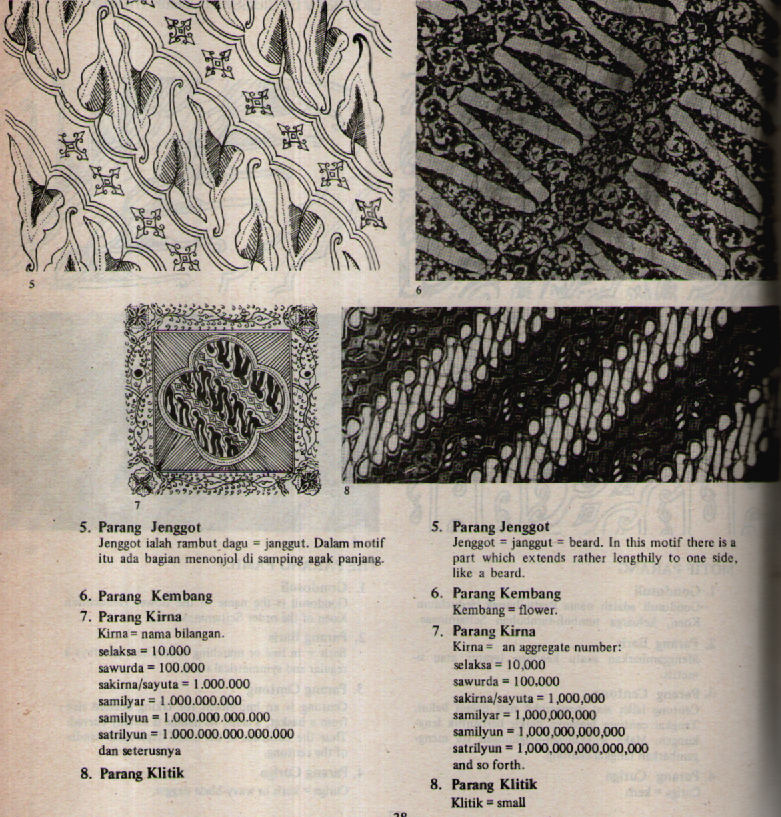 5
6
7
8
5. Parang Jenggot
Jenggot ialah rambut dagu = janggut. Dalam motif
itu ada bagian menonjol di samping agak panjang.
6. Parang Kembang
7. Parang Kirna
Kirna = nama bilangan.
selaksa = 10.000
sawurda = 100.000
sakirna/sayuta = 1.000.000
samilyar = 1.000.000.000
samilyun = 1.000.000.000.000
satrilyun = 1.000.000.000.000.000
dan seterusnya
8. Parang Klitik
5. Parang Jenggot
Jenggot = janggut = beard. In this motif there is a
part which extends rather lengthily to one side,
like a beard.
6. Parang Kembang
Kembang = flower.
7. Parang Kirna
Kirna = an aggregate number:
selaksa = 10,000
sawurda = 100.000
sakirna/sayuta = 1,000,000
samilyar = 1,000,000,000
samilyun = 1,000,000,000,000
satrilyun = 1,000,000,000,000,000
and so forth.
8. Parang Klitik
Klitik = small